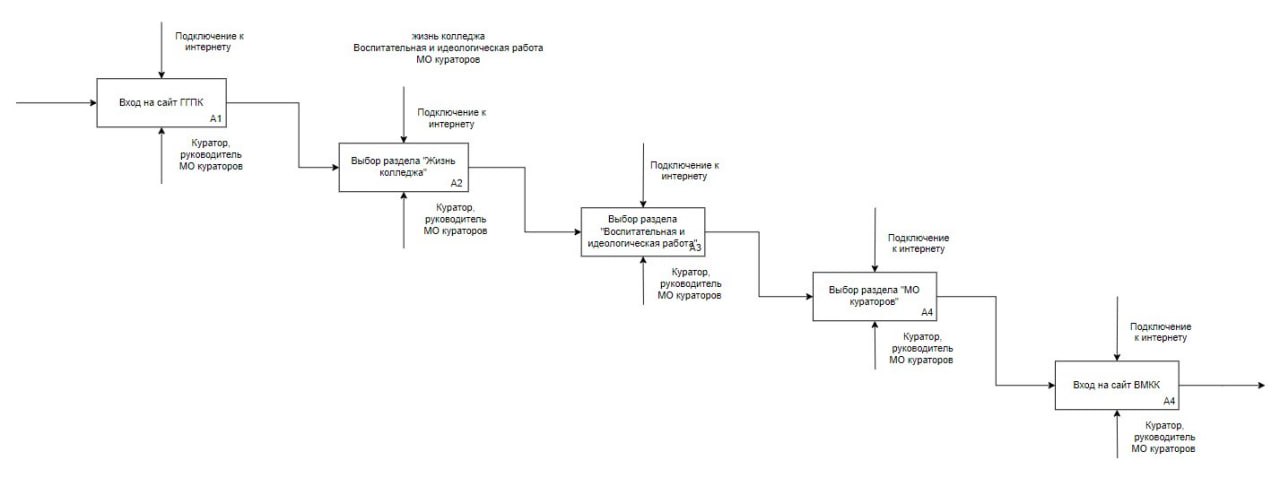 Подключение к
интернету
Вход на сайт ГГПК
A1
Куратор,
руководитель
МО кураторов
жизнь колледжа
Воспитательная и идеологическая работа
МО кураторов
Подключение к
интернету
Выбор раздела "Жизнь
колледжа"
A2
Куратор,
руководитель
МО кураторов
Подключение к
интернету
Выбор раздела
"Воспитательная и
идеологическая работа"
A3
Куратор,
руководитель
МО кураторов
Подключение
к интернету
Выбор раздела "МО
кураторов"
A4
Куратор,
руководитель
МО кураторов
Подключение
к интернету
Вход на сайт ВМКК
A4
Куратор,
руководитель
МО кураторов